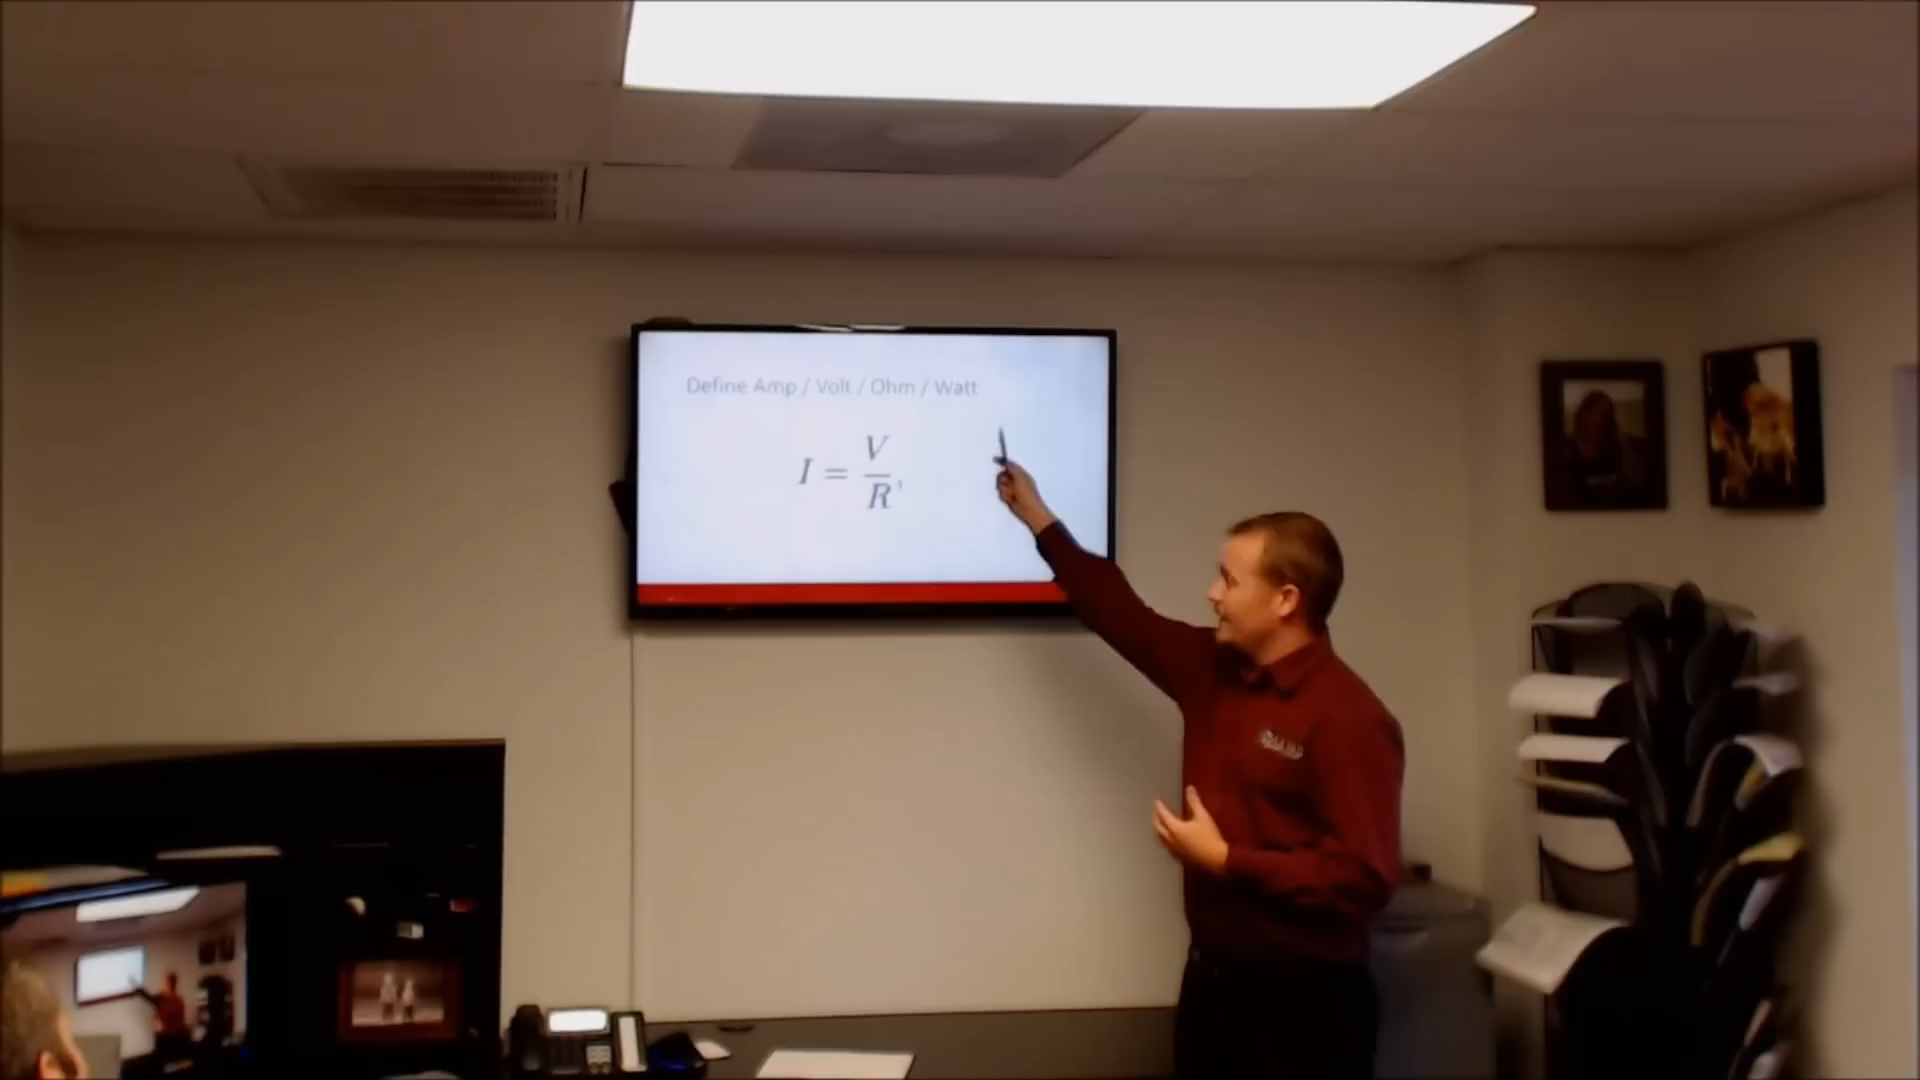 Define Amp / Volt / Ohm / Watt
I = V/R,